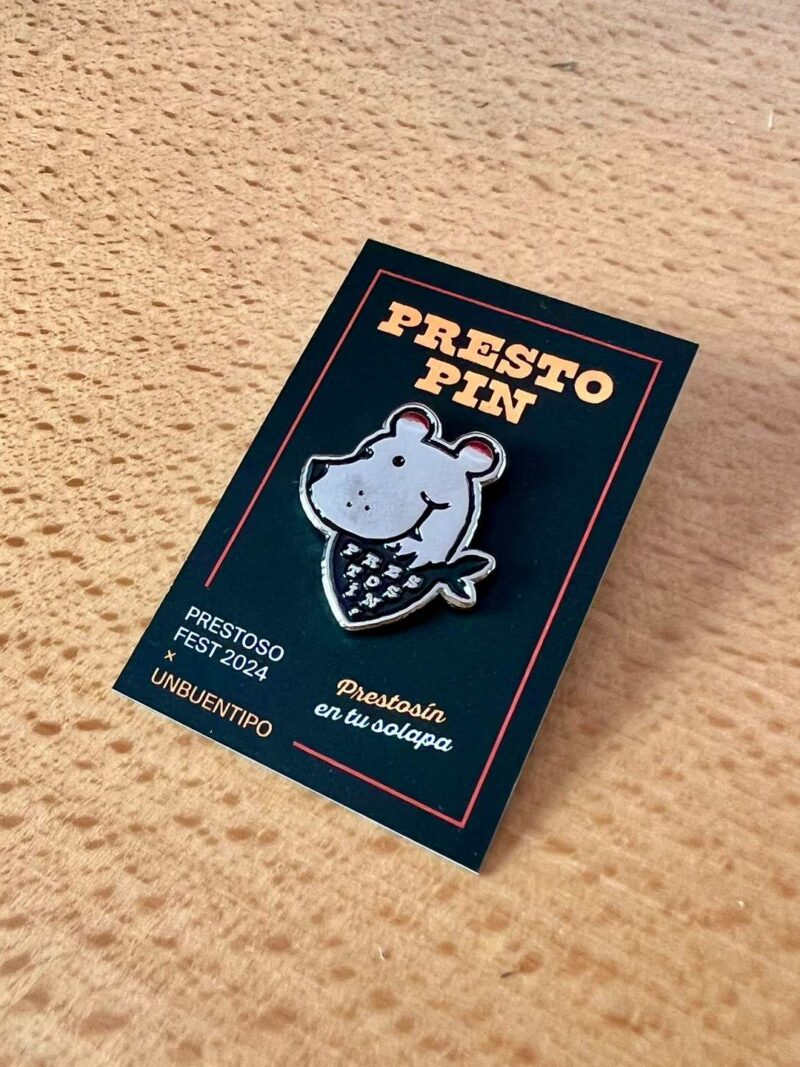 PRESTO
PIN
PRES
TOS
ÍN
PRESTOSO
FEST 2024
×
UNBUENTIPO
Prestosín
en tu solapa